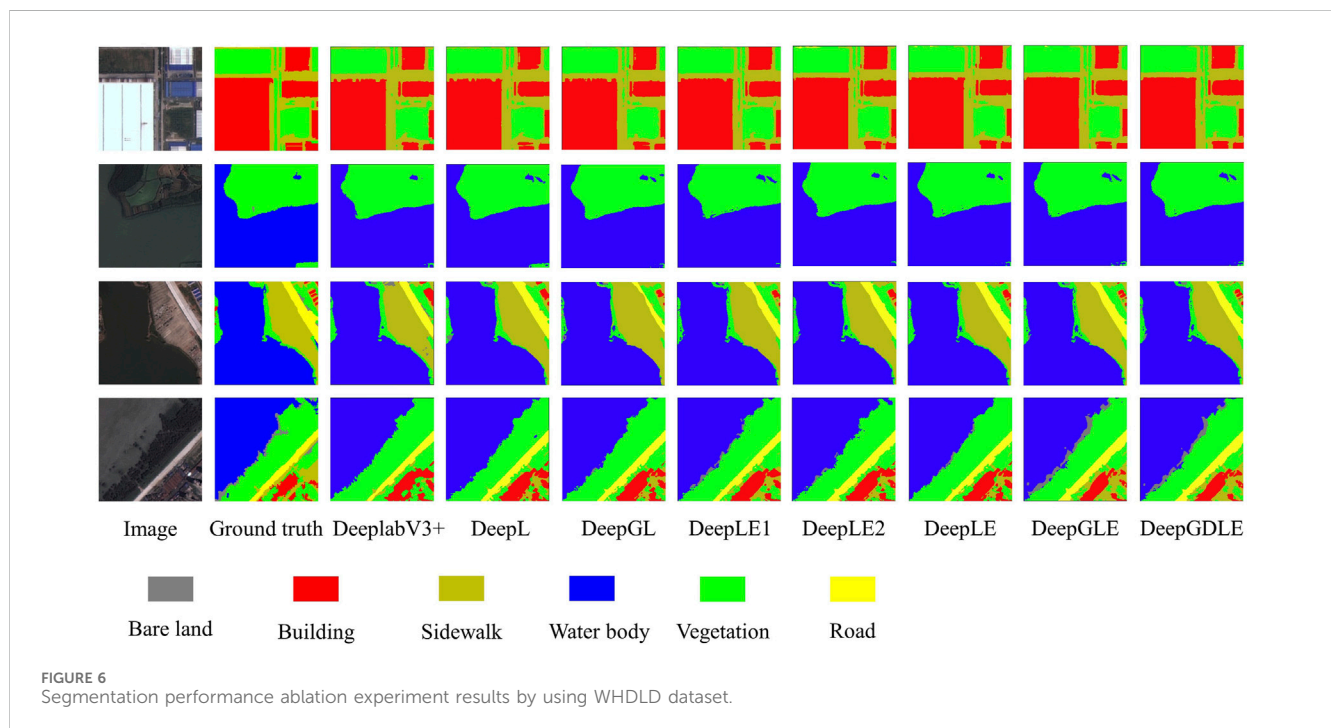 Image Ground truth DeeplabV3+ DeepL DeepGL DeepLE1 DeepLE2 DeepLE DeepGLE DeepGDLE
Bare land Building Sidewalk Water body Vegetation Road
FIGURE 6
Segmentation performance ablation experiment results by using WHDLD dataset.